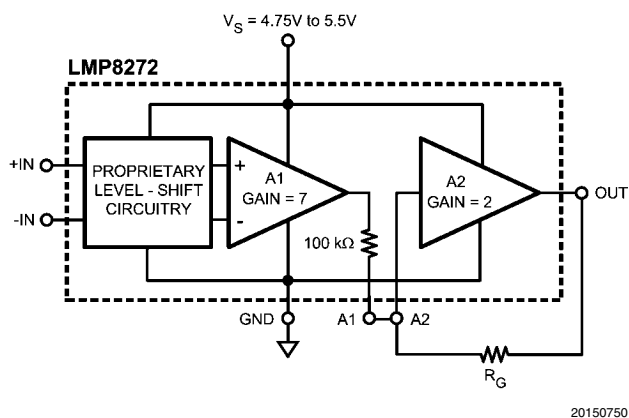 V_S = 4.75V to 5.5V
LMP8272
+IN
-IN
PROPRIETARY
LEVEL - SHIFT
CIRCUITRY
+
-
A1
GAIN = 7
100 kΩ
A2
GAIN = 2
OUT
GND
A1
A2
R_G
20150750